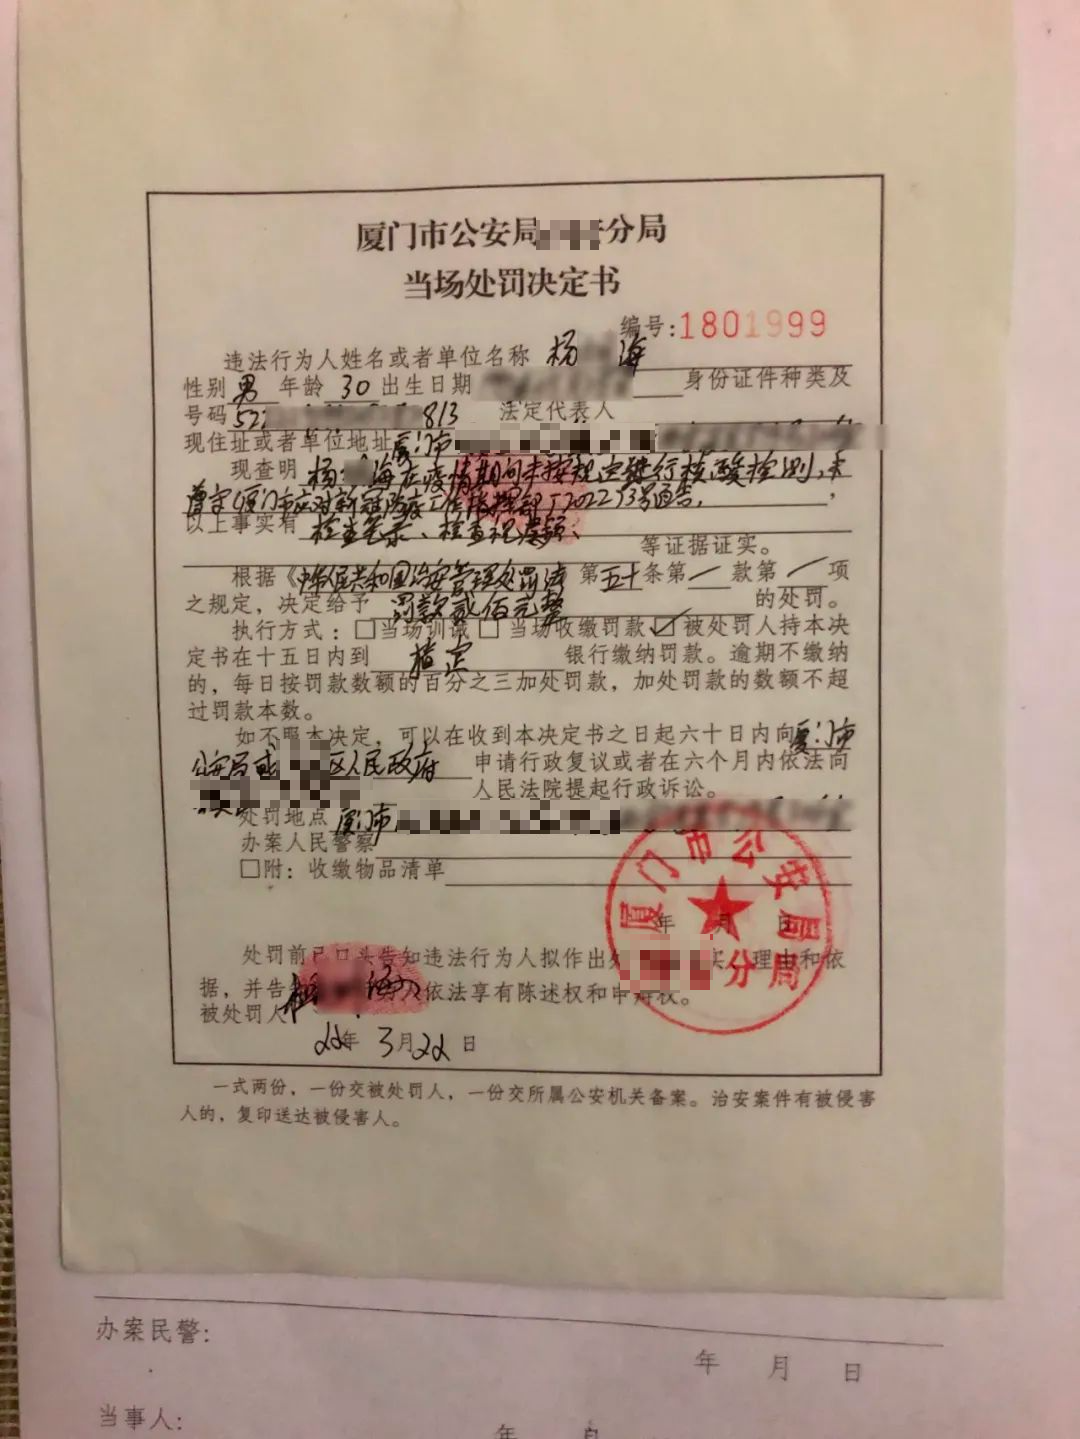 厦门市公安局 分局
当场处罚决定书
编号:1801999
违法行为人姓名或者单位名称 杨 海
性别 男 年龄 30 出生日期 身份证件种类及
号码 522 813 法定代表人
现住址或者单位地址 厦门市
现查明 杨 海在疫情期间未按规定进行核酸检测,未
遵守《厦门市应对新冠防疫工作指挥部》[2022]3号通告,
以上事实有 检查笔录、检查视频、
等证据证实。
根据《中华人民共和国治安管理处罚法 第五十条第一款第一项
之规定,决定给予 罚款贰佰元整 的处罚。
执行方式:□当场训诫□ 当场收缴罚款☑被处罚人持本决
定书在十五日内到 指定 银行缴纳罚款。逾期不缴纳
的,每日按罚款数额的百分之三加处罚款,加处罚款的数额不超
过罚款本数。
如不服本决定,可以在收到本决定书之日起六十日内向厦门市
公安局或 区人民政府 申请行政复议或者在六个月内依法向
人民法院提起行政诉讼。
处罚地点 厦门市
办案人民警察
□附:收缴物品清单
年 月 日
厦门市公安局 分局
处罚前已口头告知违法行为人拟作出处 实、理由和依
据,并告 人依法享有陈述权和申辩权。
被处罚人 杨 海
22年 3月22日
一式两份,一份交被处罚人,一份交所属公安机关备案。治安案件有被侵害
人的,复印送达被侵害人。
办案民警:
年 月 日
当事人:
年 月